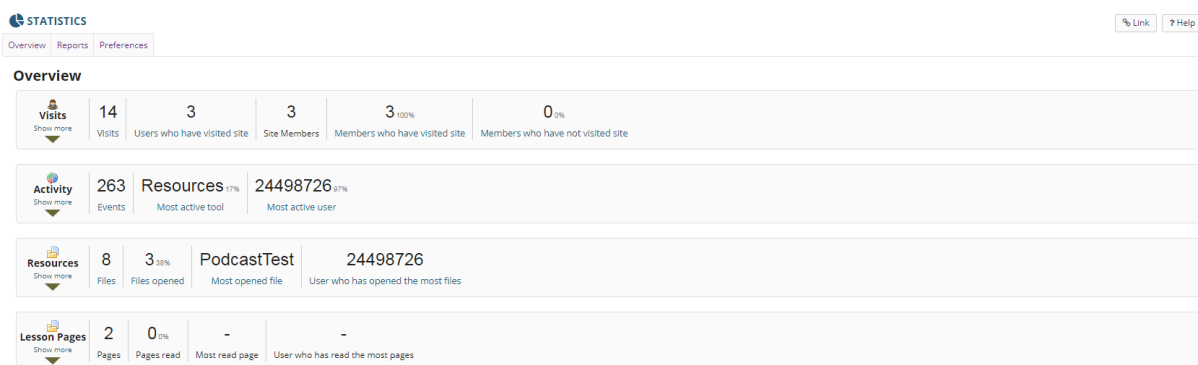 STATISTICS
Link
? Help
Overview Reports Preferences
Overview
Visits
Show more
14
Visits
3
Users who have visited site
3
Site Members
3 100%
Members who have visited site
0 0%
Members who have not visited site
Activity
Show more
263
Events
Resources 17%
Most active tool
24498726 97%
Most active user
Resources
Show more
8
Files
3 38%
Files opened
PodcastTest
Most opened file
24498726
User who has opened the most files
Lesson Pages
Show more
2
Pages
0 0%
Pages read
-
Most read page
-
User who has read the most pages